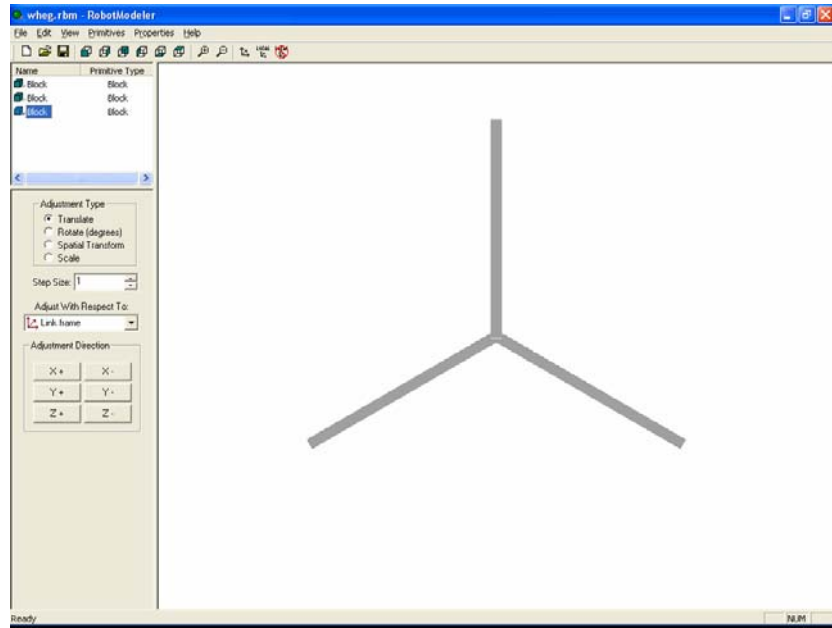 wheg.rbm - RobotModeler
File Edit View Primitives Properties Help
Name Primitive Type
Block Block
Block Block
Block Block
Adjustment Type
Translate
Rotate (degrees)
Spatial Transform
Scale
Step Size: 1
Adjust With Respect To:
Link frame
Adjustment Direction
X + X -
Y + Y -
Z + Z -
Ready NUM